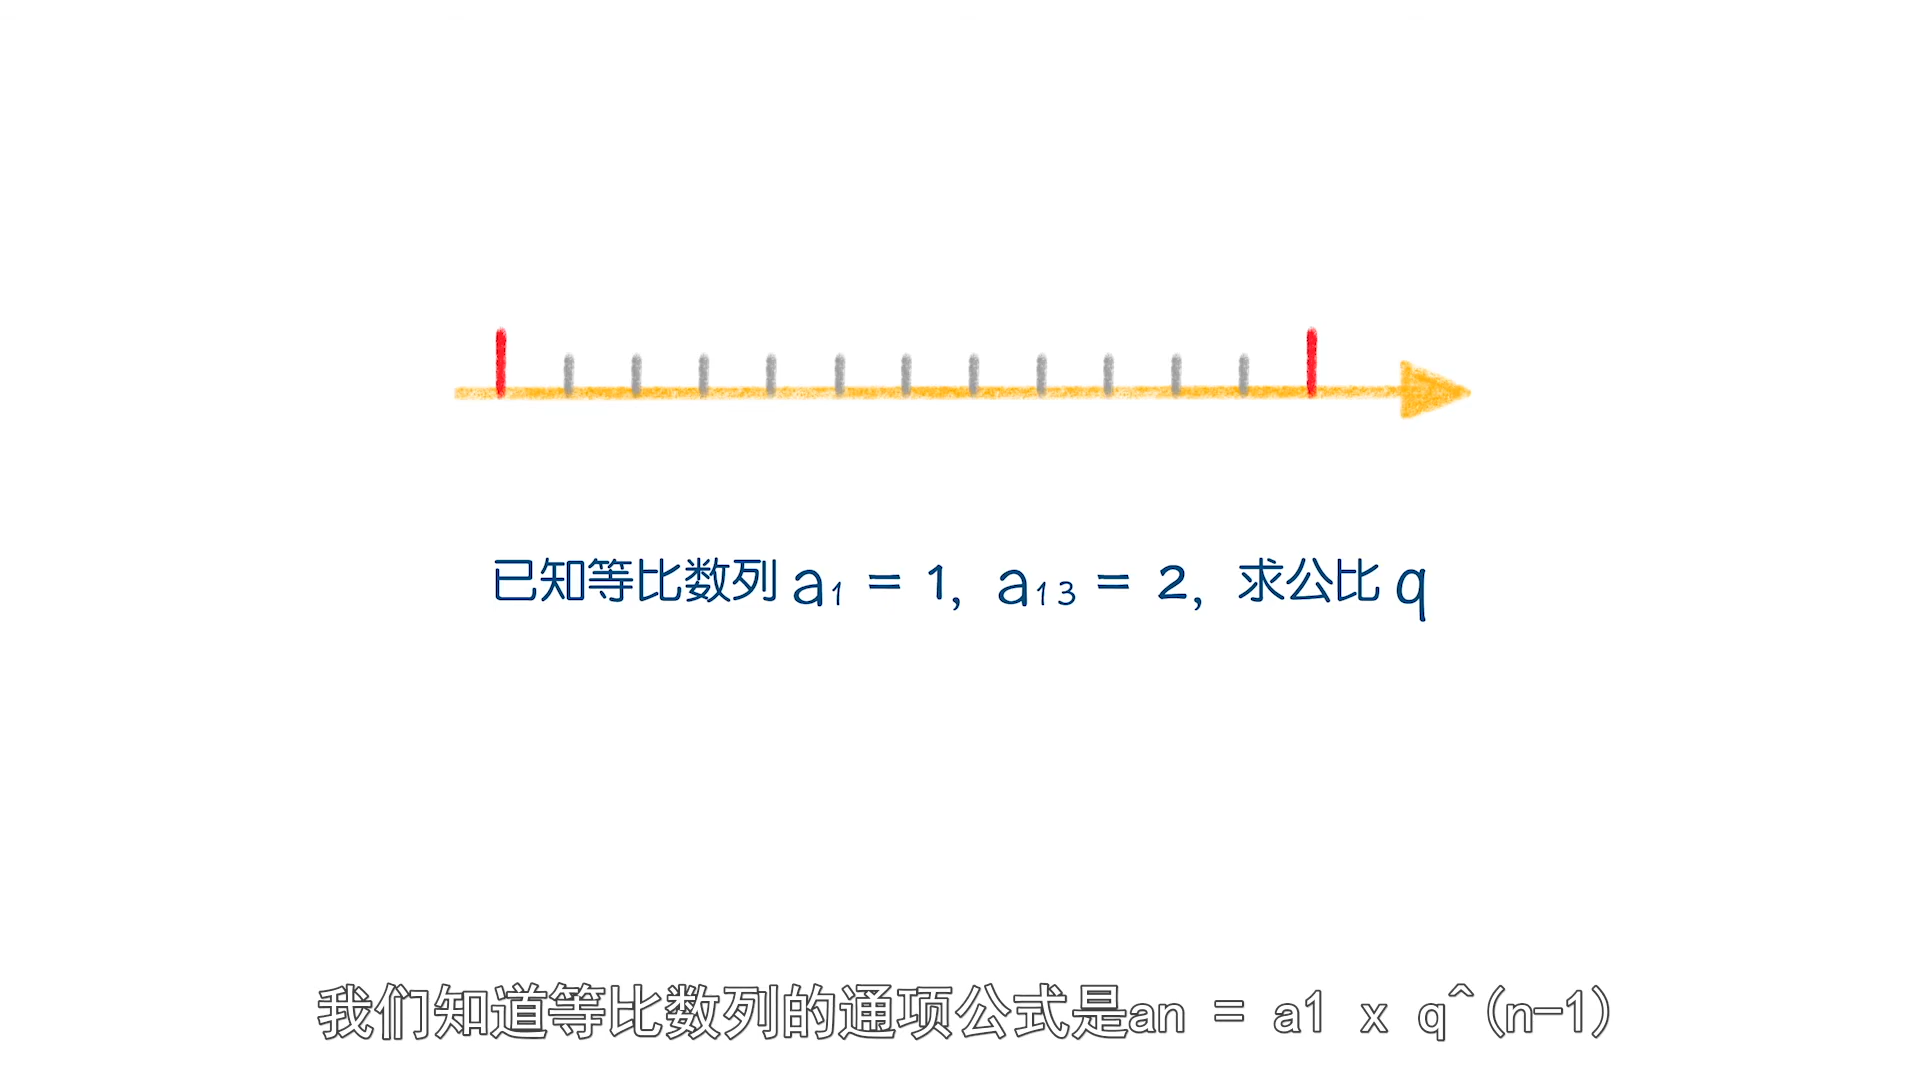 已知等比数列 a₁ = 1, a₁₃ = 2, 求公比 q
我们知道等比数列的通项公式是an = a1 x q^(n-1)